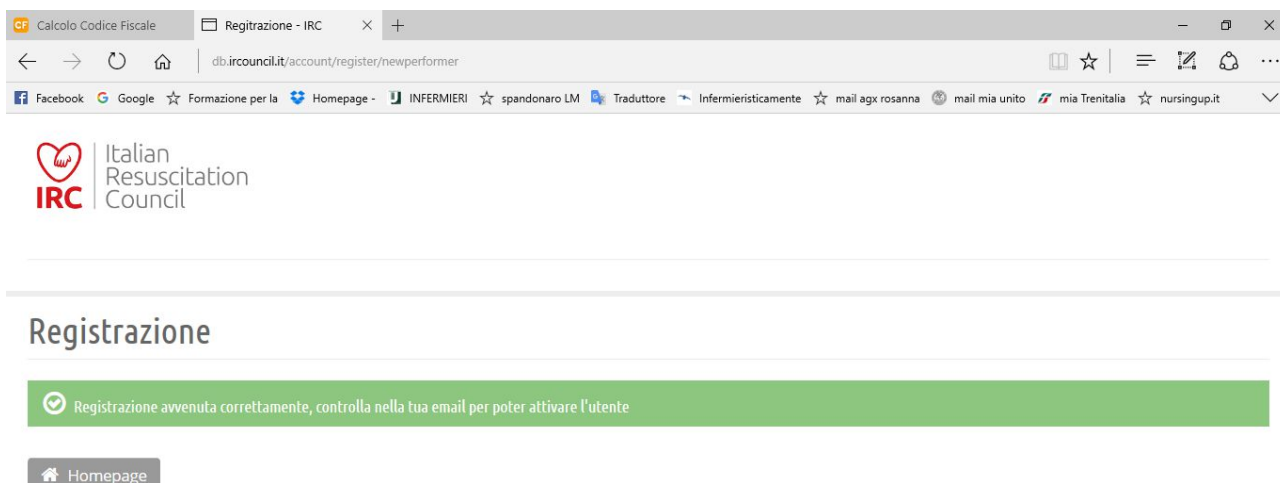 CF Calcolo Codice Fiscale Regitrazione - IRC
db.ircouncil.it/account/register/newperformer
Facebook G Google Formazione per la Homepage - INFERMIERI spandonaro LM Traduttore Infermieristicamente mail agx rosanna mail mia unito mia Trenitalia nursingup.it
Italian
Resuscitation
IRC Council
Registrazione
Registrazione avvenuta correttamente, controlla nella tua email per poter attivare l'utente
Homepage